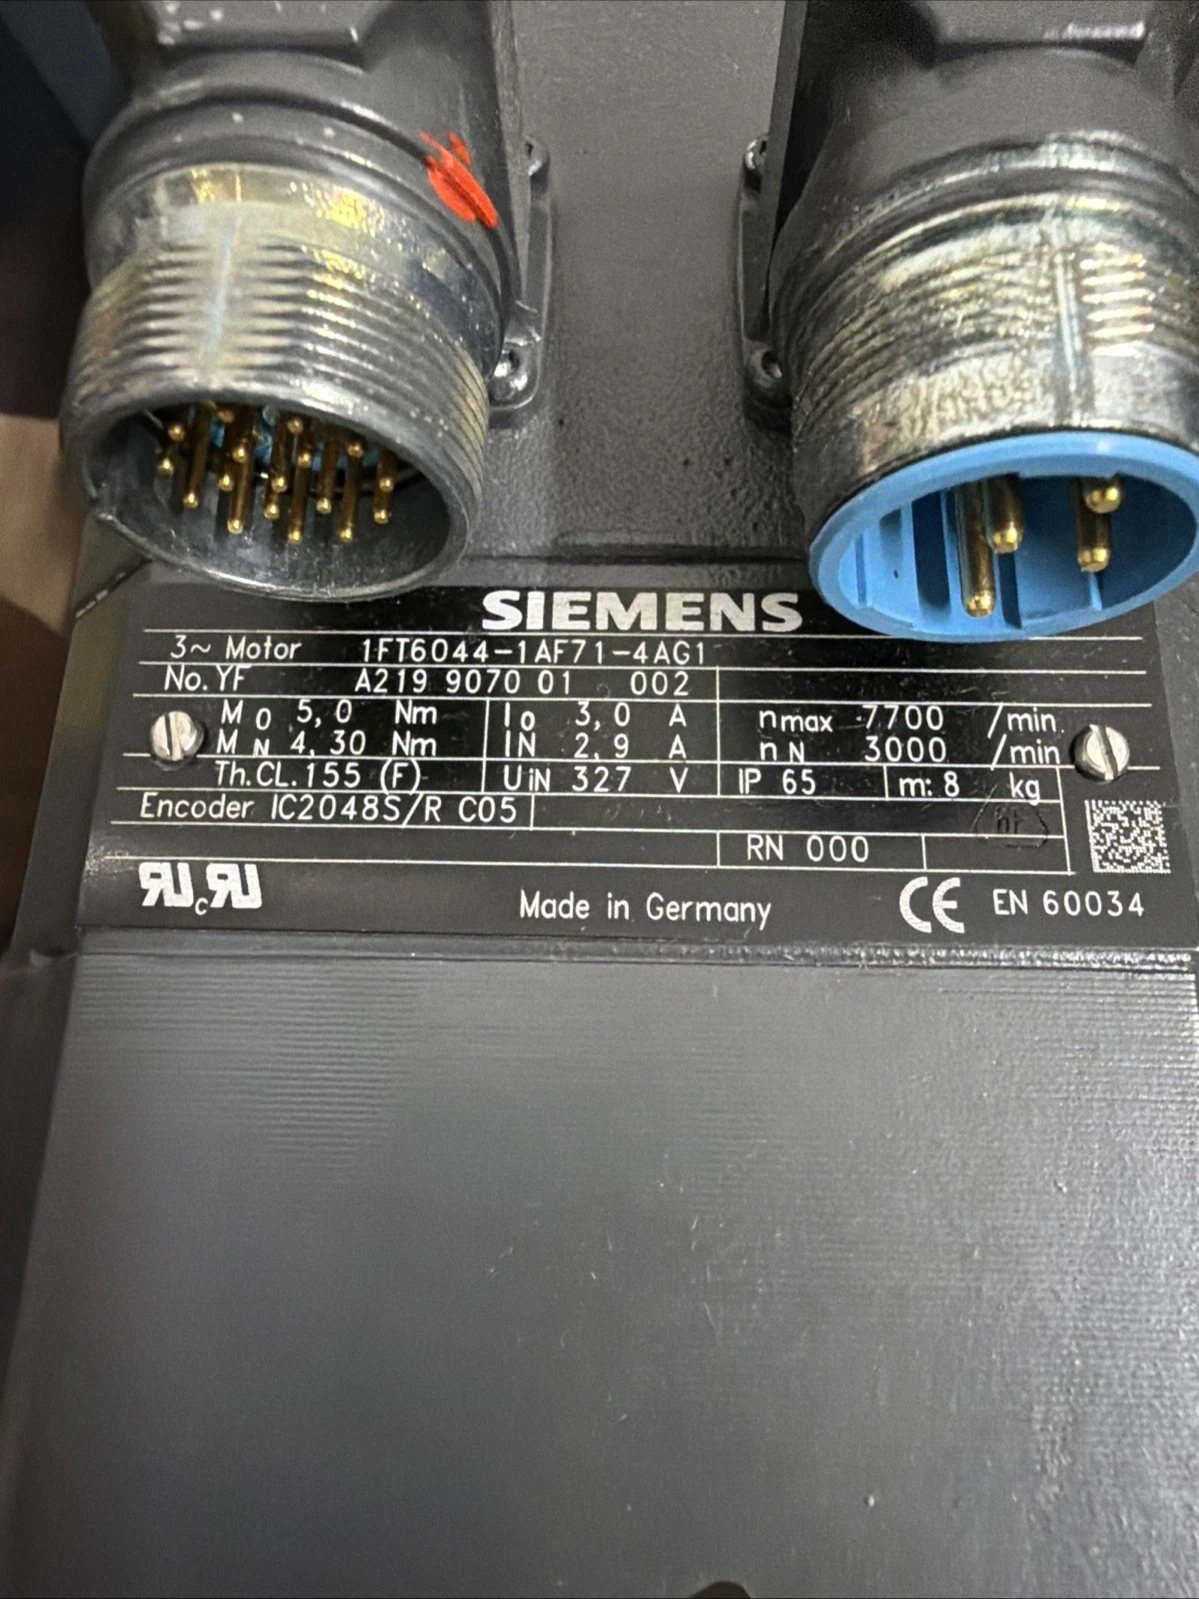 SIEMENS
3~ Motor 1FT6044-1AF71-4AG1
No. YF A219 9070 01 002
M0 5,0 Nm I0 3,0 A nmax 7700 /min
MN 4,30 Nm IN 2,9 A nN 3000 /min
Th.CL.155 (F) UiN 327 V IP 65 m: 8 kg
Encoder IC2048S/R C05
RN 000
RU c RU Made in Germany CE EN 60034